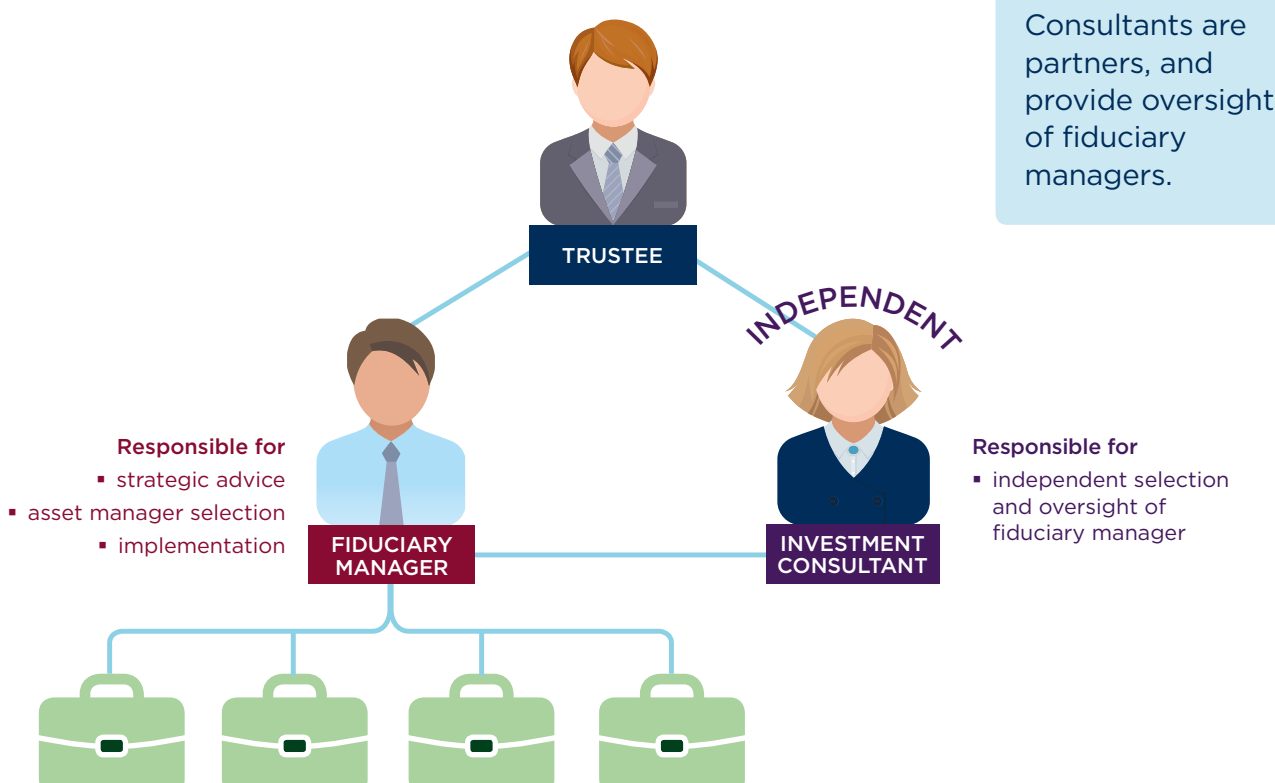 Consultants are
partners, and
provide oversight
of fiduciary
managers.
TRUSTEE
INDEPENDENT
Responsible for
▪ strategic advice
▪ asset manager selection
▪ implementation
FIDUCIARY
MANAGER
INVESTMENT
CONSULTANT
Responsible for
▪ independent selection
and oversight of
fiduciary manager